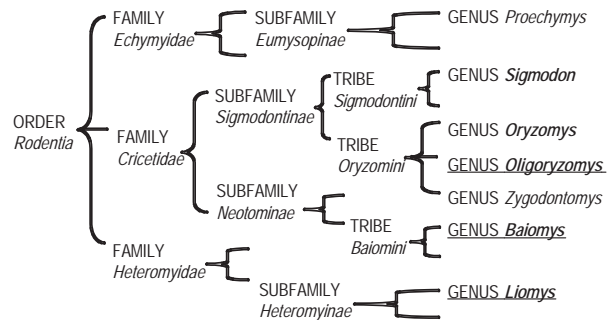 FAMILY
Echymyidae
SUBFAMILY
Eumysopinae
GENUS Proechymys
ORDER
Rodentia
FAMILY
Cricetidae
SUBFAMILY
Sigmodontinae
TRIBE
Sigmodontini
GENUS Sigmodon
TRIBE
Oryzomini
GENUS Oryzomys
GENUS Oligoryzomys
GENUS Zygodontomys
SUBFAMILY
Neotominae
TRIBE
Baiomini
GENUS Baiomys
FAMILY
Heteromyidae
SUBFAMILY
Heteromyinae
GENUS Liomys